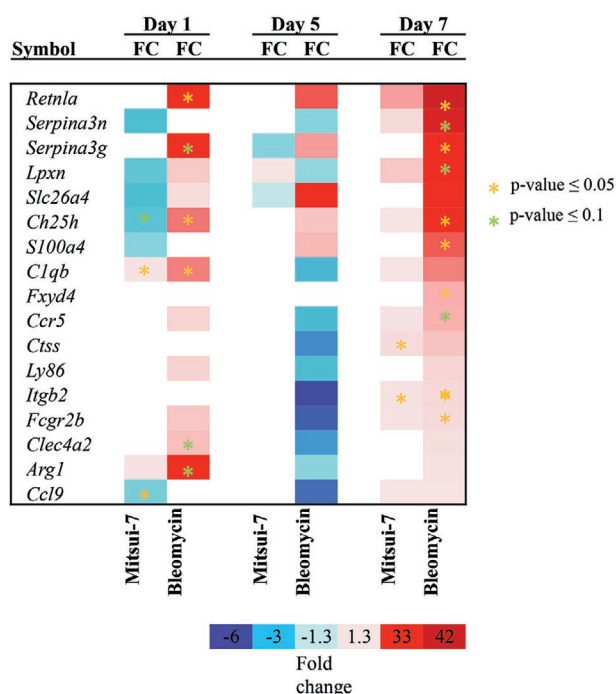 Day 1 Day 5 Day 7
Symbol FC FC FC FC FC FC
Retnla *
Serpina3n *
Serpina3g * *
Lpxn *
Slc26a4
Ch25h * * *
S100a4 *
C1qb * *
Fxyd4 *
Ccr5 *
Ctss *
Ly86
Itgb2 * *
Fcgr2b *
Clec4a2 *
Arg1 *
Ccl9 *
* p-value ≤ 0.05
* p-value ≤ 0.1
Mitsui-7
Bleomycin
Mitsui-7
Bleomycin
Mitsui-7
Bleomycin
-6 -3 -1.3 1.3 33 42
Fold
change